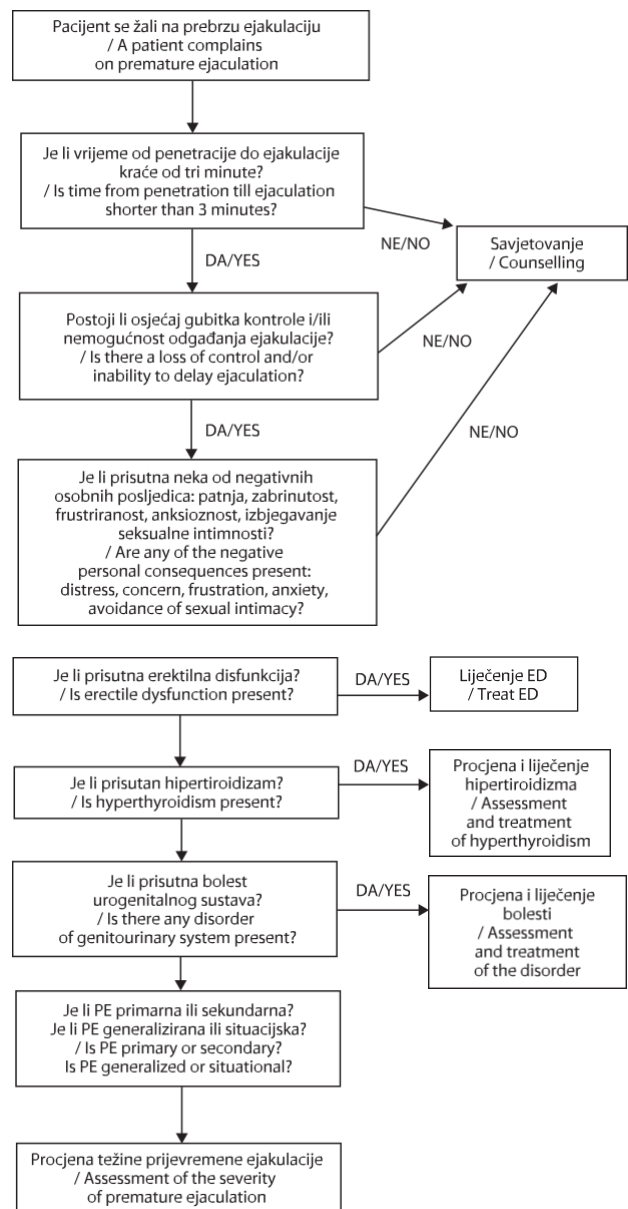 Pacijent se žali na prebrzu ejakulaciju
/ A patient complains
on premature ejaculation
Je li vrijeme od penetracije do ejakulacije
kraće od tri minute?
/ Is time from penetration till ejaculation
shorter than 3 minutes?
NE/NO
Savjetovanje
/ Counselling
DA/YES
Postoji li osjećaj gubitka kontrole i/ili
nemogućnost odgađanja ejakulacije?
/ Is there a loss of control and/or
inability to delay ejaculation?
NE/NO
DA/YES
NE/NO
Je li prisutna neka od negativnih
osobnih posljedica: patnja, zabrinutost,
frustriranost, anksioznost, izbjegavanje
seksualne intimnosti?
/ Are any of the negative
personal consequences present:
distress, concern, frustration, anxiety,
avoidance of sexual intimacy?
Je li prisutna erektilna disfunkcija?
/ Is erectile dysfunction present?
DA/YES
Liječenje ED
/ Treat ED
Je li prisutan hipertiroidizam?
/ Is hyperthyroidism present?
DA/YES
Procjena i liječenje
hipertiroidizma
/ Assessment
and treatment
of hyperthyroidism
Je li prisutna bolest
urogenitalnog sustava?
/ Is there any disorder
of genitourinary system present?
DA/YES
Procjena i liječenje
bolesti
/ Assessment
and treatment
of the disorder
Je li PE primarna ili sekundarna?
Je li PE generalizirana ili situacijska?
/ Is PE primary or secondary?
Is PE generalized or situational?
Procjena težine prijevremene ejakulacije
/ Assessment of the severity
of premature ejaculation